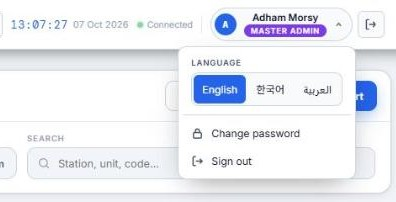 13:07:27 07 Oct 2026 Connected
A
Adham Morsy
MASTER ADMIN
LANGUAGE
English 한국어 العربية
rt
SEARCH
Station, unit, code...
Change password
Sign out